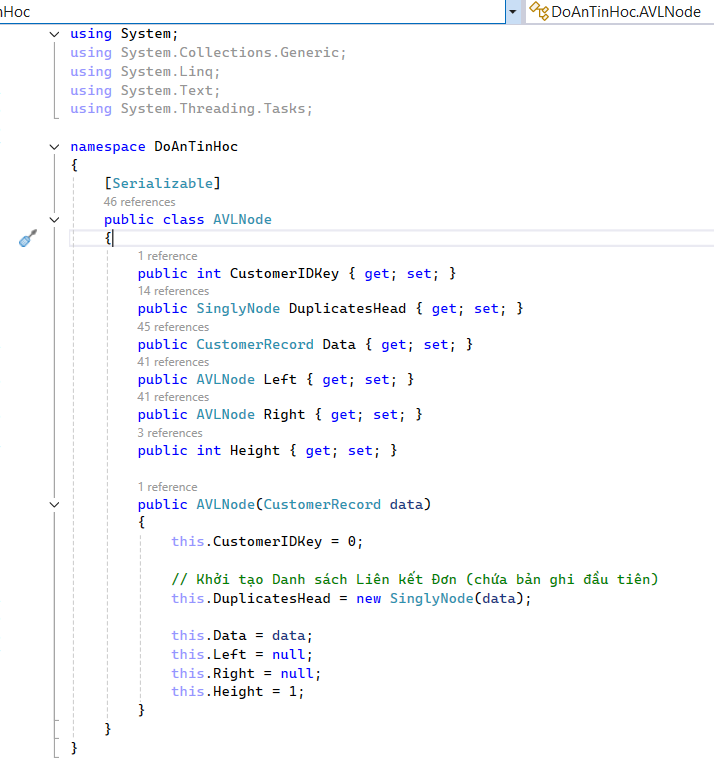 nHoc DoAnTinHoc.AVLNode
using System;
using System.Collections.Generic;
using System.Linq;
using System.Text;
using System.Threading.Tasks;
namespace DoAnTinHoc
{
[Serializable]
46 references
public class AVLNode
{
1 reference
public int CustomerIDKey { get; set; }
14 references
public SinglyNode DuplicatesHead { get; set; }
45 references
public CustomerRecord Data { get; set; }
41 references
public AVLNode Left { get; set; }
41 references
public AVLNode Right { get; set; }
3 references
public int Height { get; set; }
1 reference
public AVLNode(CustomerRecord data)
{
this.CustomerIDKey = 0;
// Khởi tạo Danh sách Liên kết Đơn (chứa bản ghi đầu tiên)
this.DuplicatesHead = new SinglyNode(data);
this.Data = data;
this.Left = null;
this.Right = null;
this.Height = 1;
}
}
}